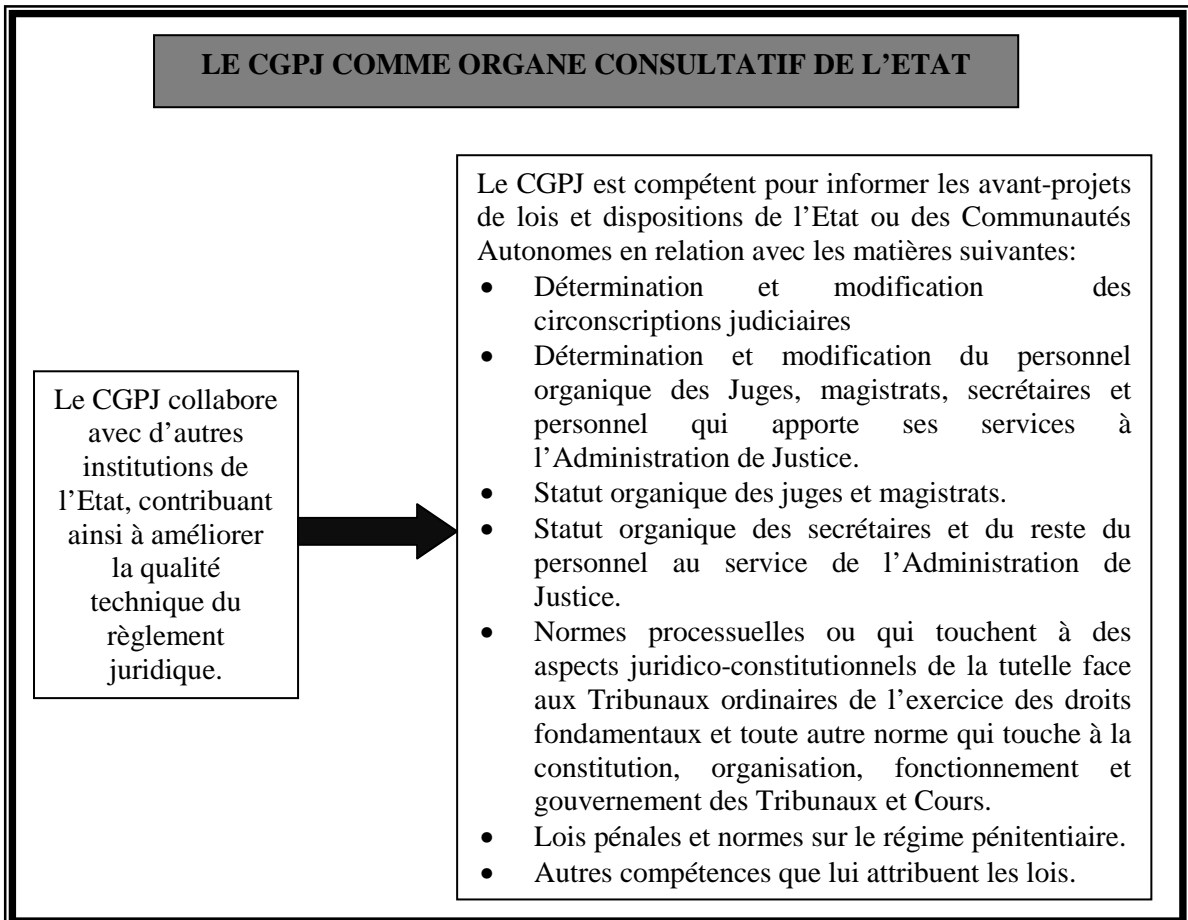 LE CGPJ COMME ORGANE CONSULTATIF DE L’ETAT
Le CGPJ collabore
avec d’autres
institutions de
l’Etat, contribuant
ainsi à améliorer
la qualité
technique du
règlement
juridique.
Le CGPJ est compétent pour informer les avant-projets
de lois et dispositions de l’Etat ou des Communautés
Autonomes en relation avec les matières suivantes:
• Détermination et modification des
circonscriptions judiciaires
• Détermination et modification du personnel
organique des Juges, magistrats, secrétaires et
personnel qui apporte ses services à
l’Administration de Justice.
• Statut organique des juges et magistrats.
• Statut organique des secrétaires et du reste du
personnel au service de l’Administration de
Justice.
• Normes processuelles ou qui touchent à des
aspects juridico-constitutionnels de la tutelle face
aux Tribunaux ordinaires de l’exercice des droits
fondamentaux et toute autre norme qui touche à la
constitution, organisation, fonctionnement et
gouvernement des Tribunaux et Cours.
• Lois pénales et normes sur le régime pénitentiaire.
• Autres compétences que lui attribuent les lois.